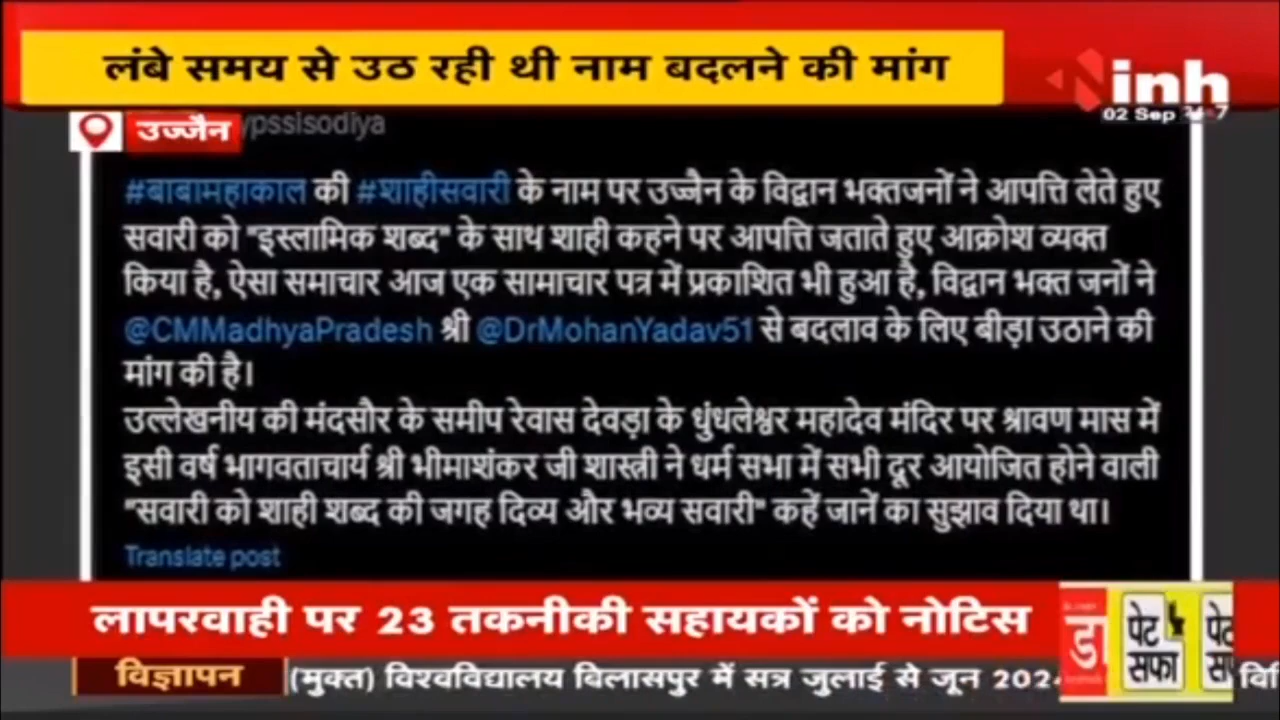 लंबे समय से उठ रही थी नाम बदलने की मांग
inh
02 Sep 24x7
उज्जैन
ypssisodiya
#बाबामहाकाल की #शाहीसवारी के नाम पर उज्जैन के विद्वान भक्तजनों ने आपत्ति लेते हुए
सवारी को "इस्लामिक शब्द" के साथ शाही कहने पर आपत्ति जताते हुए आक्रोश व्यक्त
किया है, ऐसा समाचार आज एक सामाचार पत्र में प्रकाशित भी हुआ है, विद्वान भक्त जनों ने
@CMMadhyaPradesh श्री @DrMohanYadav51 से बदलाव के लिए बीड़ा उठाने की
मांग की है।
उल्लेखनीय की मंदसौर के समीप रेवास देवड़ा के धुंधलेश्वर महादेव मंदिर पर श्रावण मास में
इसी वर्ष भागवताचार्य श्री भीमाशंकर जी शास्त्री ने धर्म सभा में सभी दूर आयोजित होने वाली
"सवारी को शाही शब्द की जगह दिव्य और भव्य सवारी" कहें जानें का सुझाव दिया था।
Translate post
लापरवाही पर 23 तकनीकी सहायकों को नोटिस
डा
पेट सफा
पेट
विज्ञापन
(मुक्त) विश्वविद्यालय बिलासपुर में सत्र जुलाई से जून 202
वि